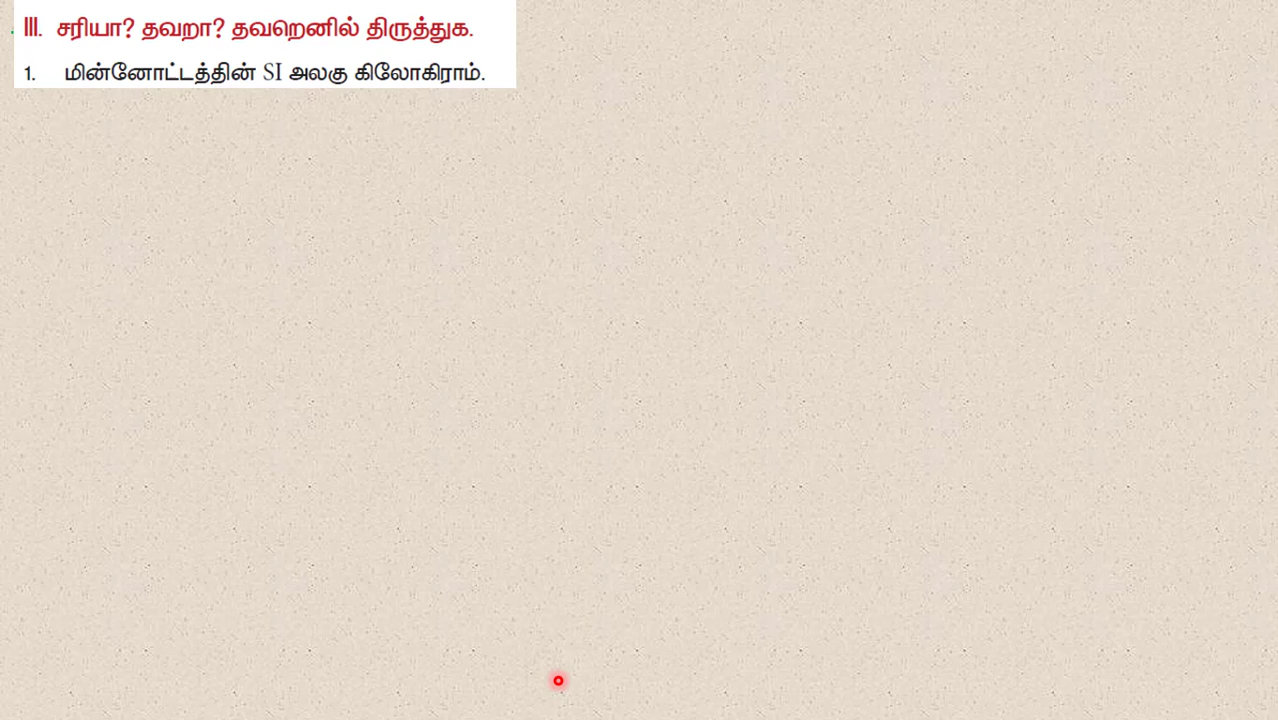 III. சரியா? தவறா? தவறெனில் திருத்துக.
1. மின்னோட்டத்தின் SI அலகு கிலோகிராம்.